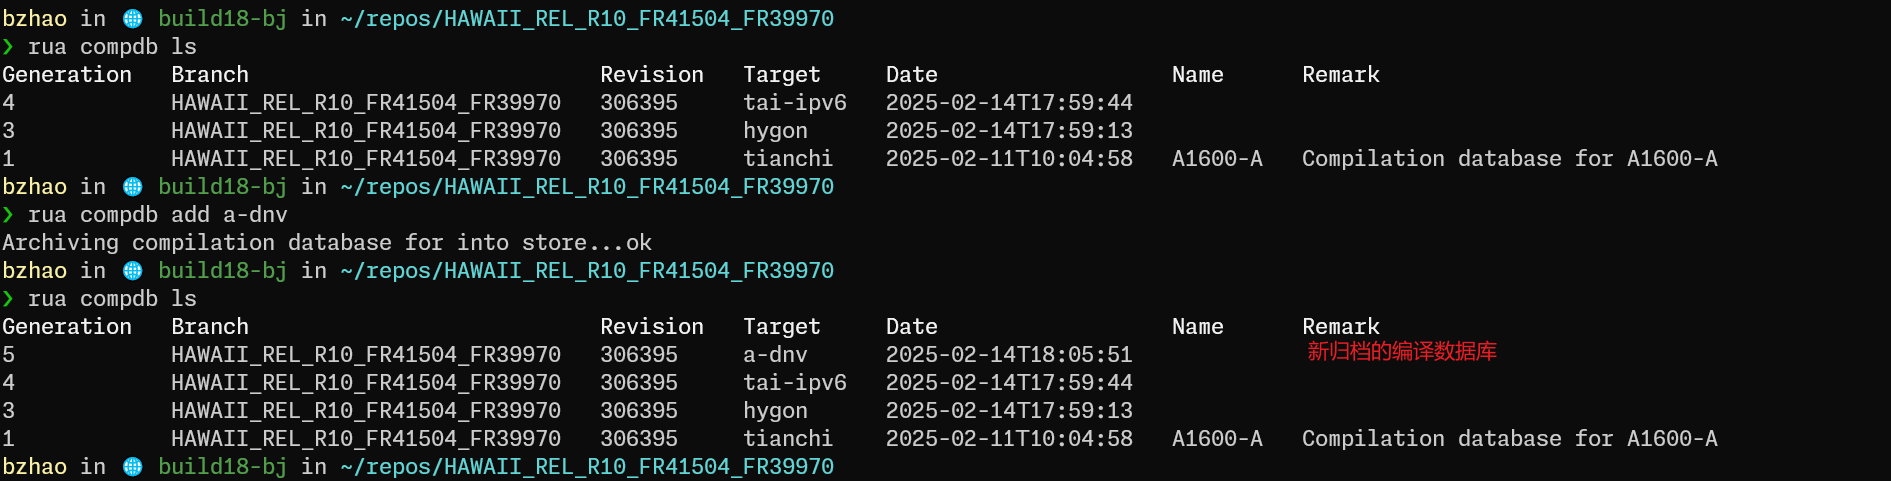 bzhao in 🌐 build18-bj in ~/repos/HAWAII_REL_R10_FR41504_FR39970
❯ rua compdb ls
Generation   Branch                           Revision   Target     Date                  Name      Remark
4            HAWAII_REL_R10_FR41504_FR39970   306395     tai-ipv6   2025-02-14T17:59:44
3            HAWAII_REL_R10_FR41504_FR39970   306395     hygon      2025-02-14T17:59:13
1            HAWAII_REL_R10_FR41504_FR39970   306395     tianchi    2025-02-11T10:04:58   A1600-A   Compilation database for A1600-A
bzhao in 🌐 build18-bj in ~/repos/HAWAII_REL_R10_FR41504_FR39970
❯ rua compdb add a-dnv
Archiving compilation database for into store...ok
bzhao in 🌐 build18-bj in ~/repos/HAWAII_REL_R10_FR41504_FR39970
❯ rua compdb ls
Generation   Branch                           Revision   Target     Date                  Name      Remark
5            HAWAII_REL_R10_FR41504_FR39970   306395     a-dnv      2025-02-14T18:05:51             新归档的编译数据库
4            HAWAII_REL_R10_FR41504_FR39970   306395     tai-ipv6   2025-02-14T17:59:44
3            HAWAII_REL_R10_FR41504_FR39970   306395     hygon      2025-02-14T17:59:13
1            HAWAII_REL_R10_FR41504_FR39970   306395     tianchi    2025-02-11T10:04:58   A1600-A   Compilation database for A1600-A
bzhao in 🌐 build18-bj in ~/repos/HAWAII_REL_R10_FR41504_FR39970